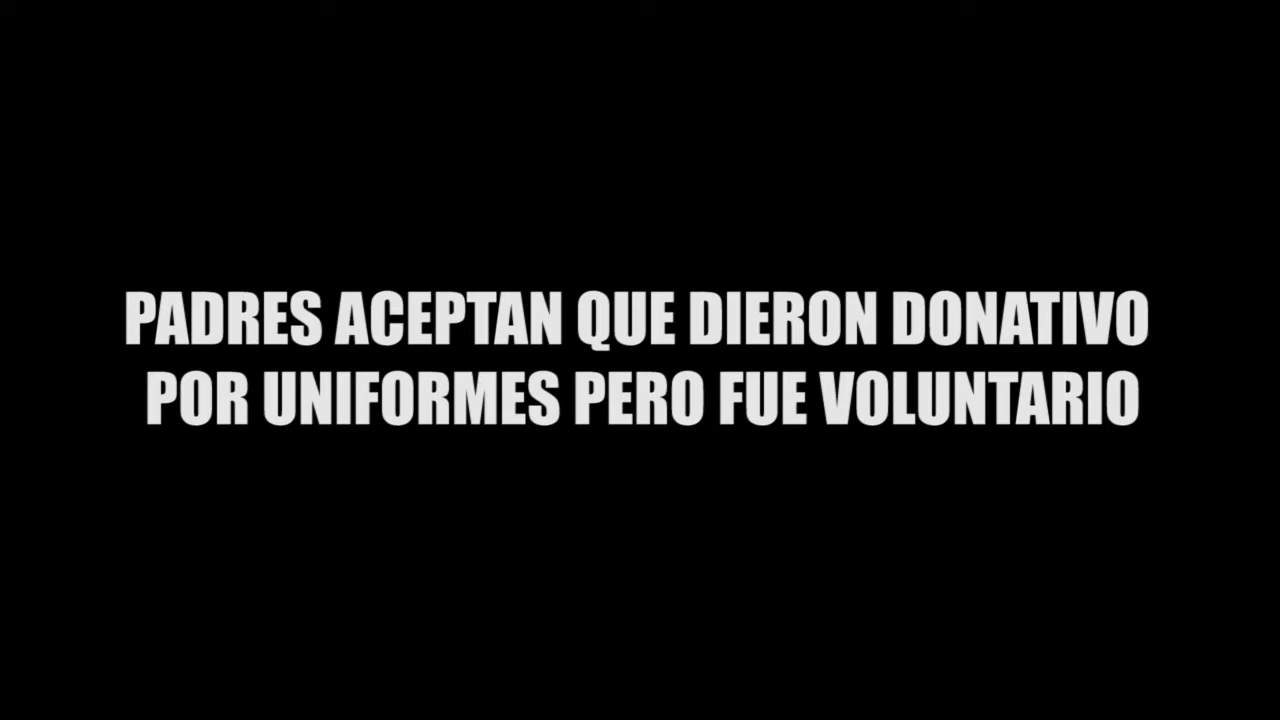 PADRES ACEPTAN QUE DIERON DONATIVO
POR UNIFORMES PERO FUE VOLUNTARIO